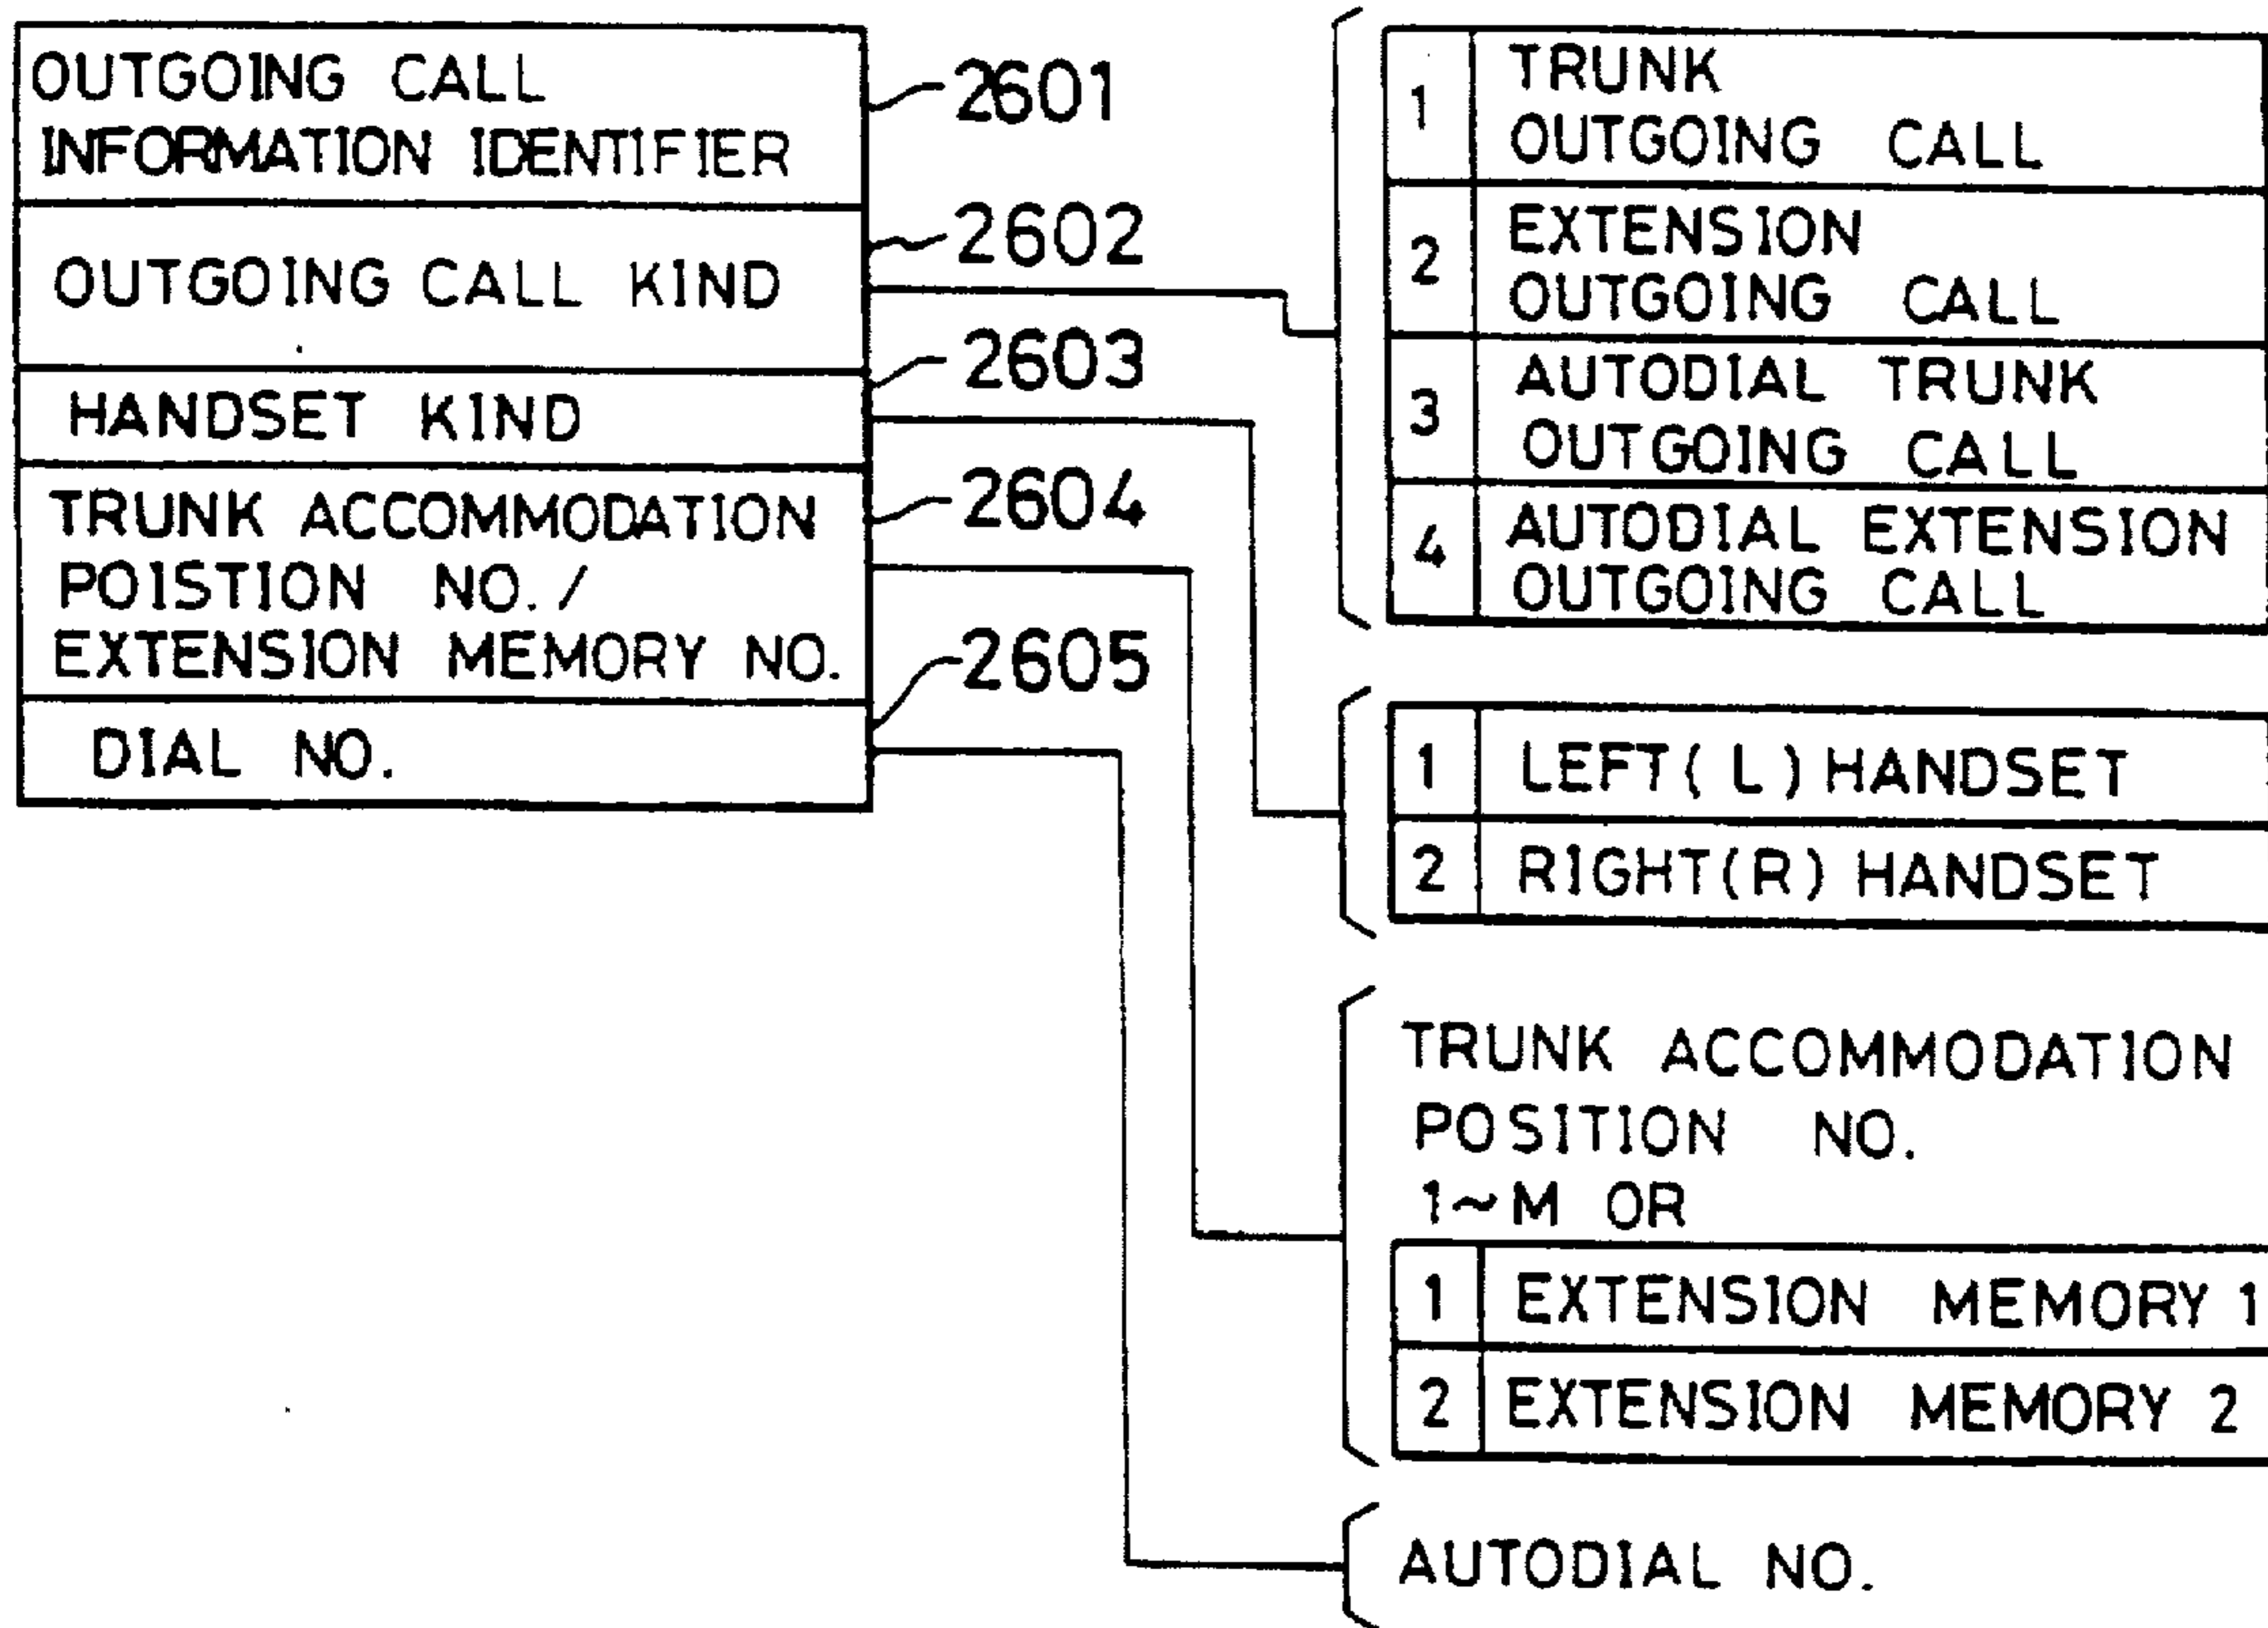 OUTGOING CALL
INFORMATION IDENTIFIER
2601
OUTGOING CALL KIND
2602
HANDSET KIND
2603
TRUNK ACCOMMODATION
POISTION NO./
EXTENSION MEMORY NO.
2604
DIAL NO.
2605
1 TRUNK
OUTGOING CALL
2 EXTENSION
OUTGOING CALL
3 AUTODIAL TRUNK
OUTGOING CALL
4 AUTODIAL EXTENSION
OUTGOING CALL
1 LEFT(L) HANDSET
2 RIGHT(R) HANDSET
TRUNK ACCOMMODATION
POSITION NO.
1~M OR
1 EXTENSION MEMORY 1
2 EXTENSION MEMORY 2
AUTODIAL NO.